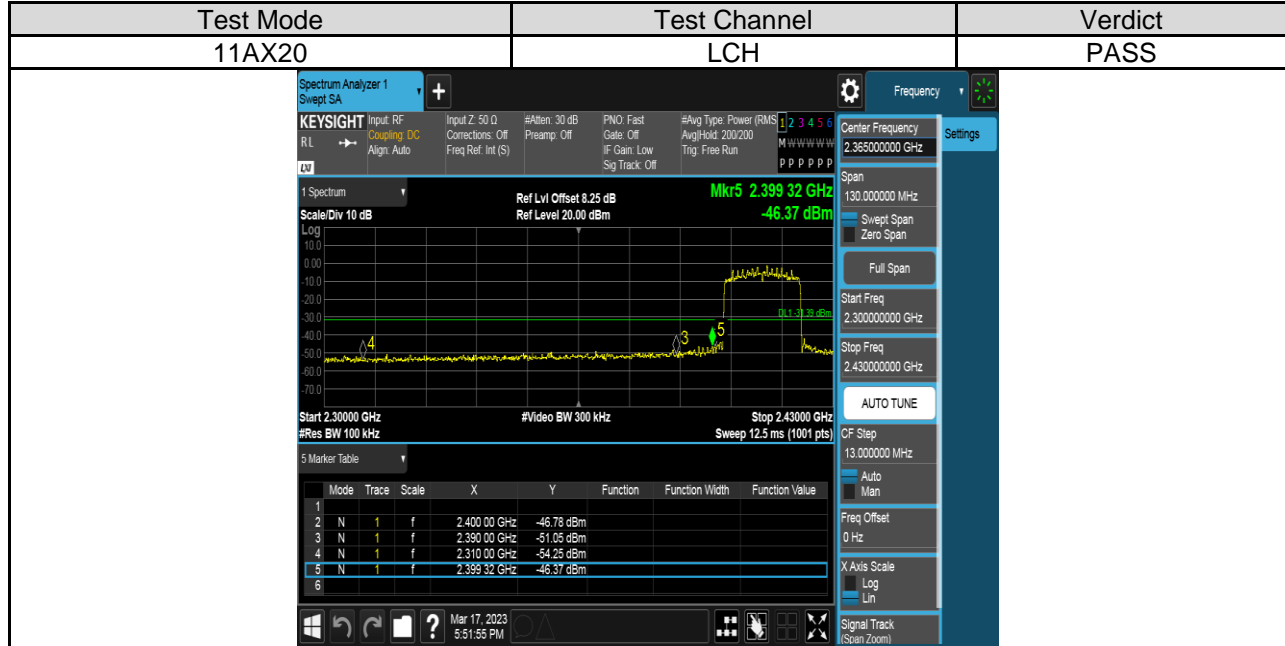 Test Mode Test Channel Verdict
11AX20 LCH PASS
Spectrum Analyzer 1
Swept SA
+
Frequency
KEYSIGHT Input: RF Input Z: 50 Ω #Atten: 30 dB PNO: Fast #Avg Type: Power (RMS 1 2 3 4 5 6
RL Coupling: DC Corrections: Off Preamp: Off Gate: Off Avg|Hold: 200/200 M W W W W W
Align: Auto Freq Ref: Int (S) IF Gain: Low Trig: Free Run
LXI Sig Track: Off P P P P P P
Center Frequency
2.365000000 GHz
Settings
1 Spectrum
Ref Lvl Offset 8.25 dB
Mkr5 2.399 32 GHz
Scale/Div 10 dB Ref Level 20.00 dBm -46.37 dBm
Log
10.0
0.00
-10.0
-20.0
-30.0
-40.0
-50.0
-60.0
-70.0
DL1 -31.39 dBm
4
3
5
Start 2.30000 GHz #Video BW 300 kHz Stop 2.43000 GHz
#Res BW 100 kHz Sweep 12.5 ms (1001 pts)
Span
130.000000 MHz
Swept Span
Zero Span
Full Span
Start Freq
2.300000000 GHz
Stop Freq
2.430000000 GHz
AUTO TUNE
CF Step
13.000000 MHz
Auto
Man
Freq Offset
0 Hz
X Axis Scale
Log
Lin
Signal Track
(Span Zoom)
5 Marker Table
Mode Trace Scale X Y Function Function Width Function Value
1
2 N 1 f 2.400 00 GHz -46.78 dBm
3 N 1 f 2.390 00 GHz -51.05 dBm
4 N 1 f 2.310 00 GHz -54.25 dBm
5 N 1 f 2.399 32 GHz -46.37 dBm
6
?
Mar 17, 2023
5:51:55 PM